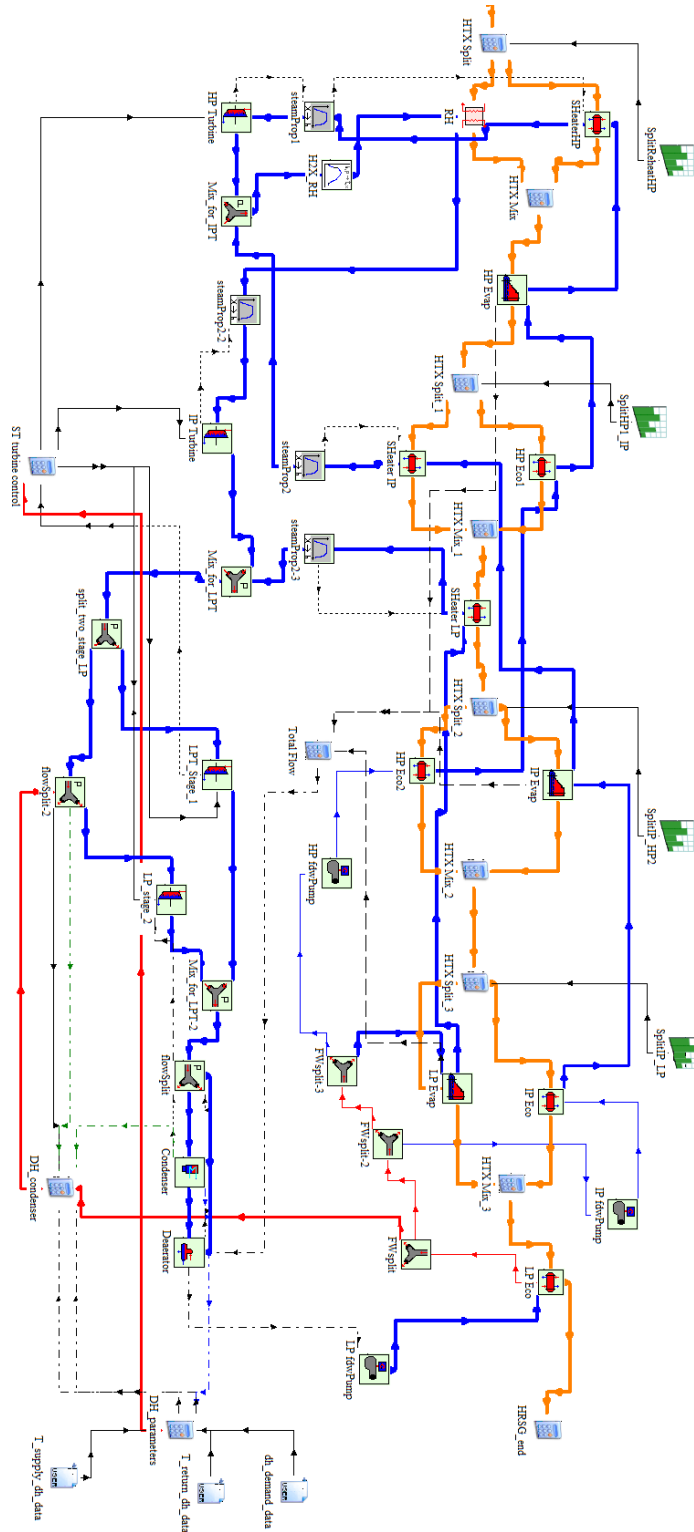 HTX Split
SplitReheatHP
SHeaterHP
RH
steamProp1
HP Turbine
H2X_RH
Mix_for_IPT
HTX Mix
HP Evap
steamProp2-2
HTX Split_1
SplitHP1_IP
IP Turbine
ST turbine control
steamProp2
SHeater IP
HP Eco1
HTX Mix_1
steamProp2-3
Mix_for_LPT
SHeater LP
split_two_stage_LP
HTX Split_2
SplitIP_HP2
Total Flow
HP Eco2
IP Evap
LPT_Stage_1
flowSplit-2
HP fdwPump
HTX Mix_2
LP_stage_2
Mix_for_LPT-2
HTX Split_3
SplitIP_LP
flowSplit
FWsplit-3
LP Evap
IP Eco
FWsplit-2
Condenser
DH_condenser
HTX Mix_3
IP fdwPump
Deaerator
FWsplit
LP Eco
LP fdwPump
HRSG_end
DH_parameters
T_supply_dh_data
T_return_dh_data
dh_demand_data
P
P
P
P
P
P
USER
USER
USER